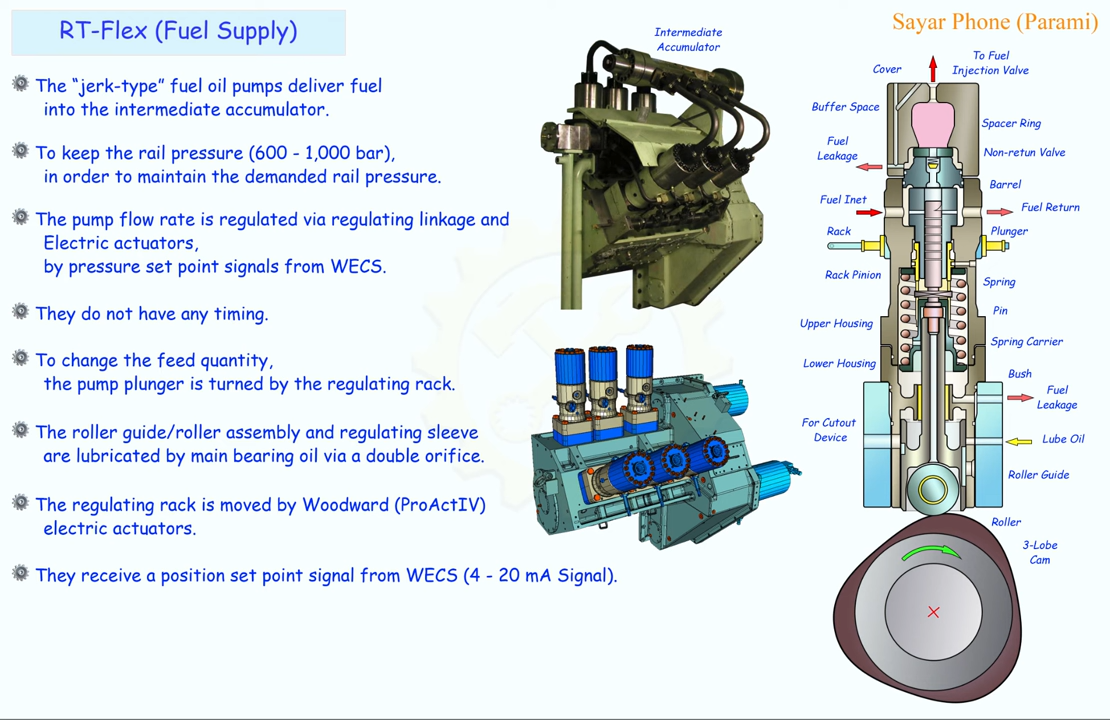 RT-Flex (Fuel Supply)
Sayar Phone (Parami)
The “jerk-type” fuel oil pumps deliver fuel
into the intermediate accumulator.
To keep the rail pressure (600 - 1,000 bar),
in order to maintain the demanded rail pressure.
The pump flow rate is regulated via regulating linkage and
Electric actuators,
by pressure set point signals from WECS.
They do not have any timing.
To change the feed quantity,
the pump plunger is turned by the regulating rack.
The roller guide/roller assembly and regulating sleeve
are lubricated by main bearing oil via a double orifice.
The regulating rack is moved by Woodward (ProActIV)
electric actuators.
They receive a position set point signal from WECS (4 - 20 mA Signal).
Intermediate
Accumulator
To Fuel
Injection Valve
Cover
Buffer Space
Spacer Ring
Fuel
Leakage
Non-retun Valve
Barrel
Fuel Inet
Fuel Return
Rack
Plunger
Rack Pinion
Spring
Pin
Upper Housing
Spring Carrier
Lower Housing
Bush
Fuel
Leakage
For Cutout
Device
Lube Oil
Roller Guide
Roller
3-Lobe
Cam